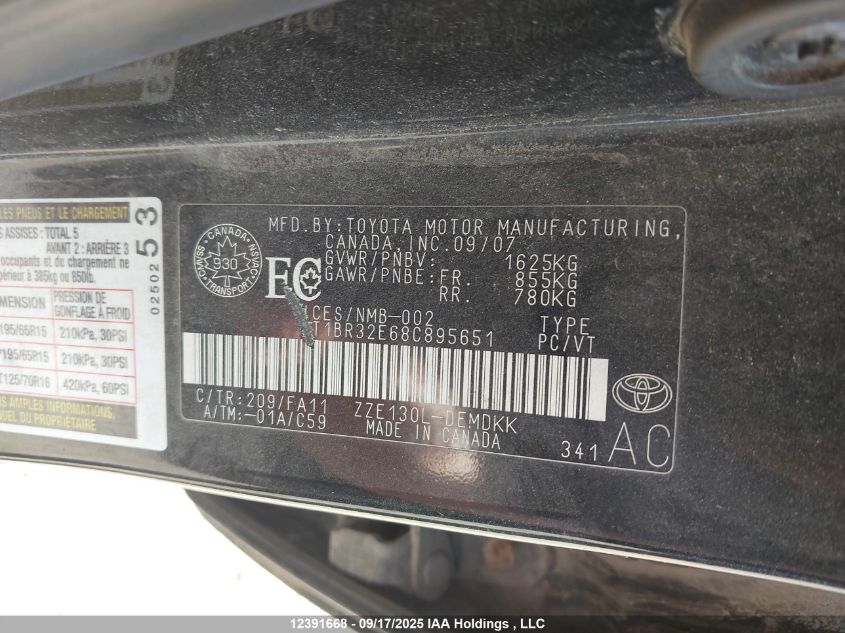 LES PNEUS ET LE CHARGEMENT
ASSISES: TOTAL 5
AVANT 2: ARRIÈRE 3
occupants et du chargement ne
385kg ou 850lb.
DIMENSION PRESSION DE GONFLAGE À FROID
195/65R15 210kPa, 30PSI
P195/65R15 210kPa, 30PSI
T125/70R16 420kPa, 60PSI
AMPLES INFORMATIONS,
DU PROPRIÉTAIRE
02502 53
CANADA
930
TRANSPORT
MFD.BY:TOYOTA MOTOR MANUFACTURING,
CANADA, INC.09/07
GVWR/PNBV: 1625KG
GAWR/PNBE:FR. 855KG
RR. 780KG
ICES/NMB-002
T1BR32E68C895651
TYPE
PC/VT
C/TR:209/FA11 ZZE130L-DEMDKK
A/TM:-01A/C59 MADE IN CANADA
341 AC
12391668 - 09/17/2025 IAA Holdings , LLC